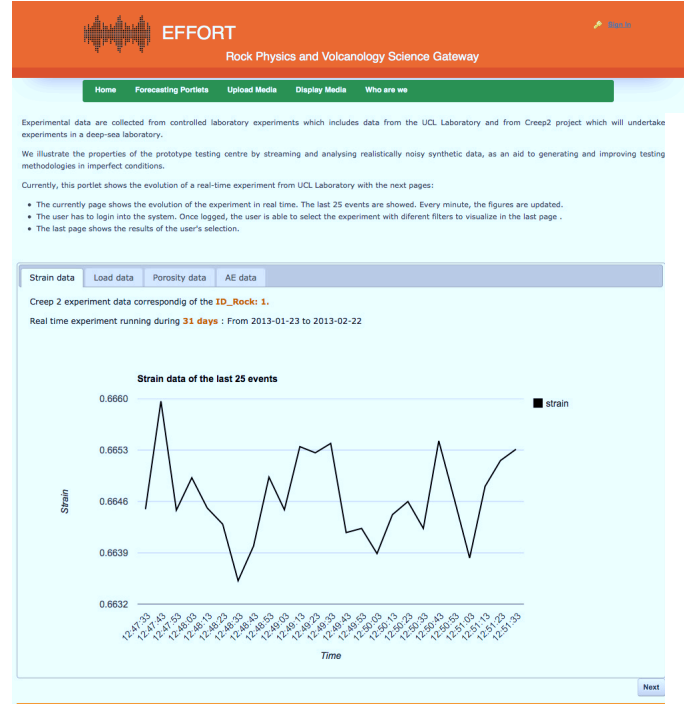 EFFORT
Sign In
Rock Physics and Volcanology Science Gateway
Home Forecasting Portlets Upload Media Display Media Who are we
Experimental data are collected from controlled laboratory experiments which includes data from the UCL Laboratory and from Creep2 project which will undertake
experiments in a deep-sea laboratory.
We illustrate the properties of the prototype testing centre by streaming and analysing realistically noisy synthetic data, as an aid to generating and improving testing
methodologies in imperfect conditions.
Currently, this portlet shows the evolution of a real-time experiment from UCL Laboratory with the next pages:
• The currently page shows the evolution of the experiment in real time. The last 25 events are showed. Every minute, the figures are updated.
• The user has to login into the system. Once logged, the user is able to select the experiment with diferent filters to visualize in the last page .
• The last page shows the results of the user's selection.
Strain data Load data Porosity data AE data
Creep 2 experiment data correspondig of the ID_Rock: 1.
Real time experiment running during 31 days : From 2013-01-23 to 2013-02-22
Strain data of the last 25 events
0.6660
strain
0.6653
0.6646
0.6639
0.6632
Strain
12:47:33 12:47:43 12:47:53 12:48:03 12:48:13 12:48:23 12:48:33 12:48:43 12:48:53 12:49:03 12:49:13 12:49:23 12:49:33 12:49:43 12:49:53 12:50:03 12:50:13 12:50:23 12:50:33 12:50:43 12:50:53 12:51:03 12:51:13 12:51:23 12:51:33
Time
Next